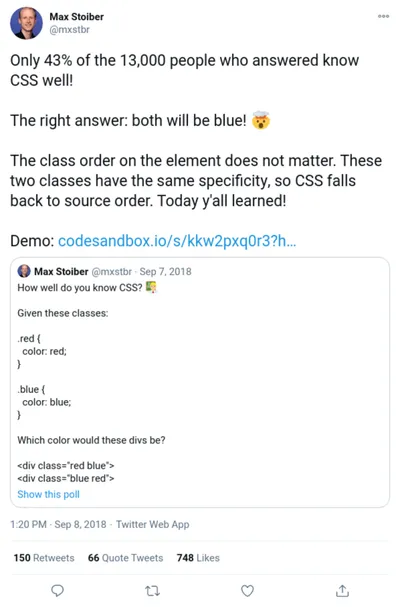 Max Stoiber
@mxstbr
Only 43% of the 13,000 people who answered know
CSS well!
The right answer: both will be blue! 🤯
The class order on the element does not matter. These
two classes have the same specificity, so CSS falls
back to source order. Today y'all learned!
Demo: codesandbox.io/s/kkw2pxq0r3?h...
Max Stoiber @mxstbr · Sep 7, 2018
How well do you know CSS?
Given these classes:
.red {
color: red;
}
.blue {
color: blue;
}
Which color would these divs be?
<div class="red blue">
<div class="blue red">
Show this poll
1:20 PM · Sep 8, 2018 · Twitter Web App
150 Retweets 66 Quote Tweets 748 Likes